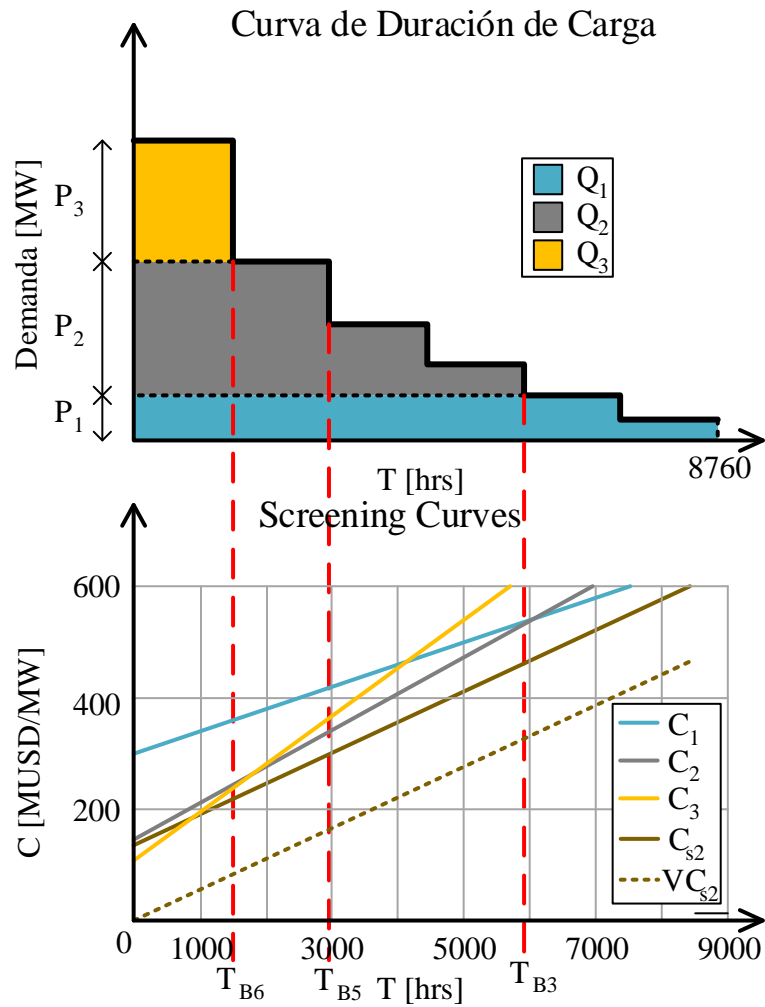 Curva de Duración de Carga
Demanda [MW]
P3
P2
P1
Q1
Q2
Q3
T [hrs]
8760
Screening Curves
C [MUSD/MW]
600
400
200
0
1000
3000
5000
7000
9000
C1
C2
C3
Cs2
VCs2
TB6
TB5
T [hrs]
TB3